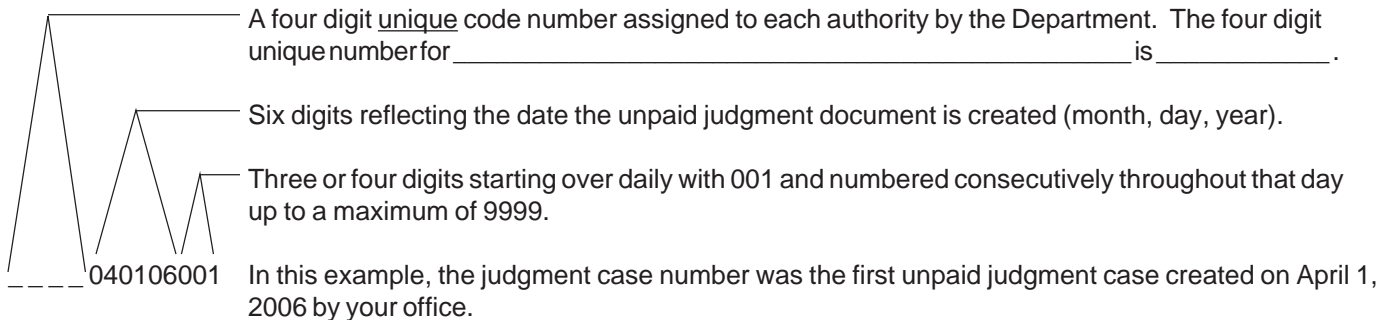 A four digit unique code number assigned to each authority by the Department. The four digit
unique number for ________________________________________________ is ____________ .
Six digits reflecting the date the unpaid judgment document is created (month, day, year).
Three or four digits starting over daily with 001 and numbered consecutively throughout that day
up to a maximum of 9999.
_ _ _ _ 040106001 In this example, the judgment case number was the first unpaid judgment case created on April 1,
2006 by your office.